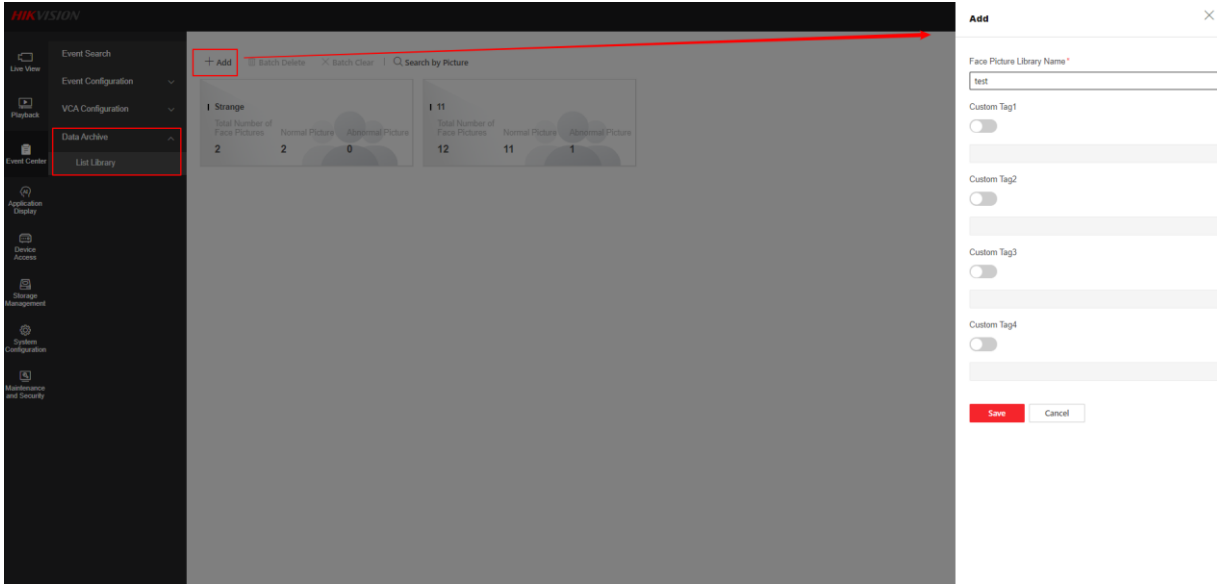 HIKVISION
Live View
Playback
Event Center
Application
Display
Device
Access
Storage
Management
System
Configuration
Maintenance
and Security
Event Search
Event Configuration
VCA Configuration
Data Archive
List Library
+ Add Batch Delete × Batch Clear | Search by Picture
Strange
Total Number of
Face Pictures Normal Picture Abnormal Picture
2 2 0
11
Total Number of
Face Pictures Normal Picture Abnormal Picture
12 11 1
Add
Face Picture Library Name*
test
Custom Tag1
Custom Tag2
Custom Tag3
Custom Tag4
Save Cancel